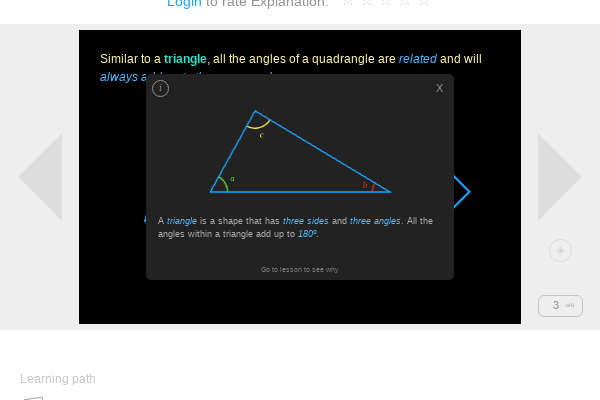 Login to rate Explanation:
Similar to a triangle, all the angles of a quadrangle are related and will
always
i
X
c
a
b
A triangle is a shape that has three sides and three angles. All the
angles within a triangle add up to 180º.
Go to lesson to see why
3
Learning path